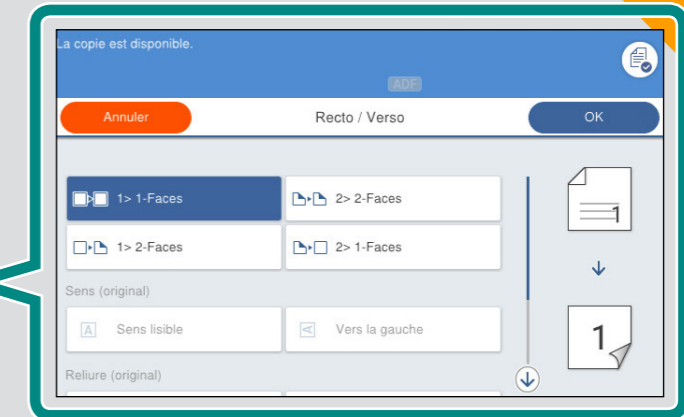 La copie est disponible.
ADF
Annuler
Recto / Verso
OK
1> 1-Faces
2> 2-Faces
1> 2-Faces
2> 1-Faces
Sens (original)
A Sens lisible
A Vers la gauche
Reliure (original)
1
1